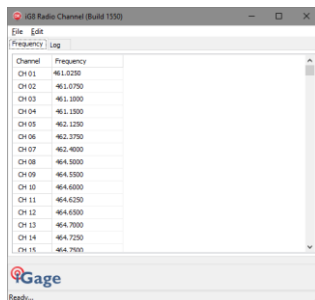 iG8 Radio Channel (Build 1550)
File Edit
Frequency Log
Channel Frequency
CH 01 461.0250
CH 02 461.0750
CH 03 461.1000
CH 04 461.1500
CH 05 462.1250
CH 06 462.3750
CH 07 462.4000
CH 08 464.5000
CH 09 464.5500
CH 10 464.6000
CH 11 464.6250
CH 12 464.6500
CH 13 464.7000
CH 14 464.7250
CH 15 464.7500
iGage
Ready...